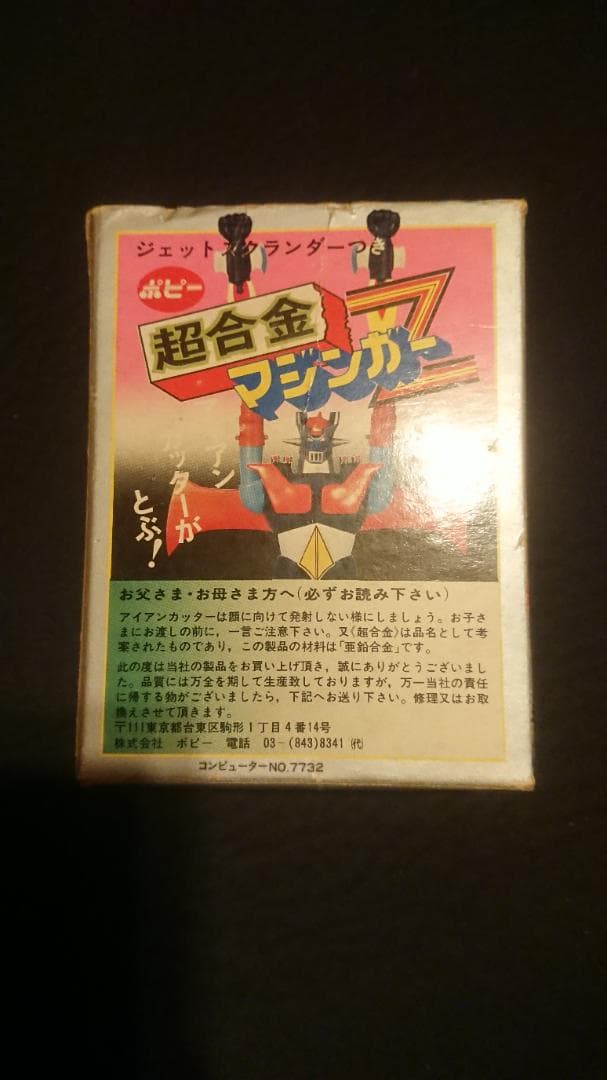 ジェットスクランダーつき
ポピー
超合金
マジンガーZ
アン
カッターが
とぶ!
お父さま・お母さま方へ(必ずお読み下さい)
アイアンカッターは顔に向けて発射しない様にしましょう。お子さ
まにお渡しの前に,一言ご注意下さい。又《超合金》は品名として考
案されたものであり,この製品の材料は「亜鉛合金」です。
此の度は当社の製品をお買い上げ頂き,誠にありがとうございまし
た。品質には万全を期して生産致しておりますが,万一当社の責任
に帰する物がございましたら,下記へお送り下さい。修理又はお取
換えさせて頂きます。
〒111東京都台東区駒形1丁目4番14号
株式会社 ポピー 電話 03-(843)8341 ㈹
コンピューターNO.7732